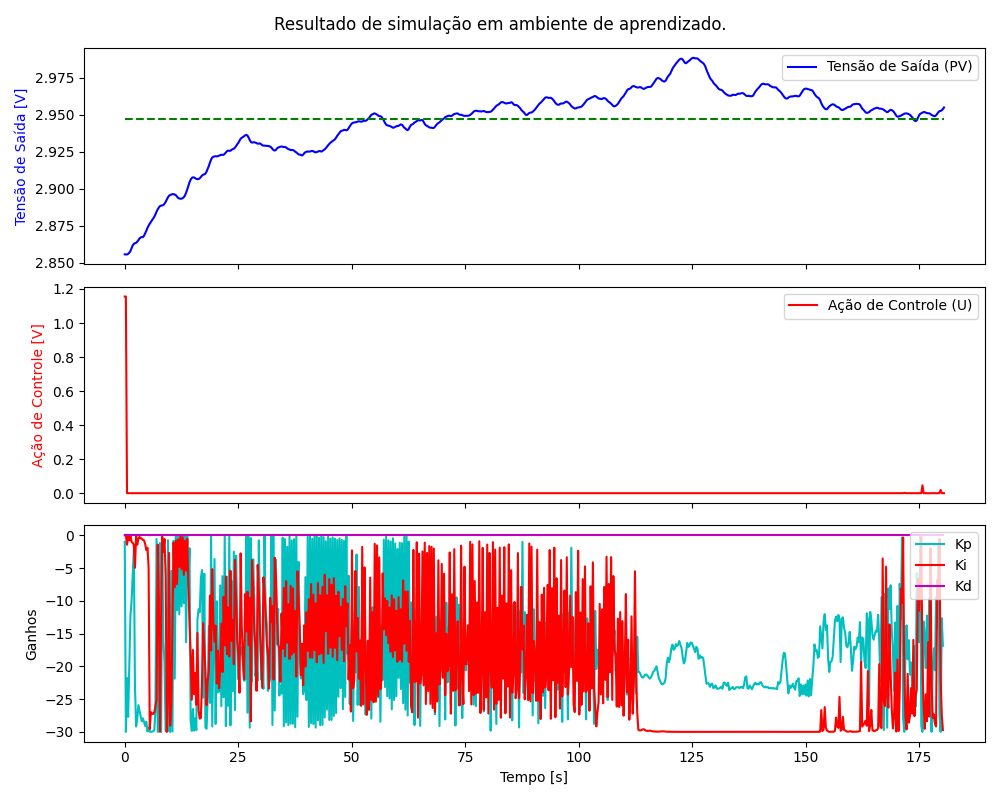 Resultado de simulação em ambiente de aprendizado.
Tensão de Saída [V]
2.975
2.950
2.925
2.900
2.875
2.850
Tensão de Saída (PV)
0
25
50
75
100
125
150
175
Ação de Controle [V]
1.2
1.0
0.8
0.6
0.4
0.2
0.0
Ação de Controle (U)
Ganhos
0
−5
−10
−15
−20
−25
−30
Kp
Ki
Kd
Tempo [s]